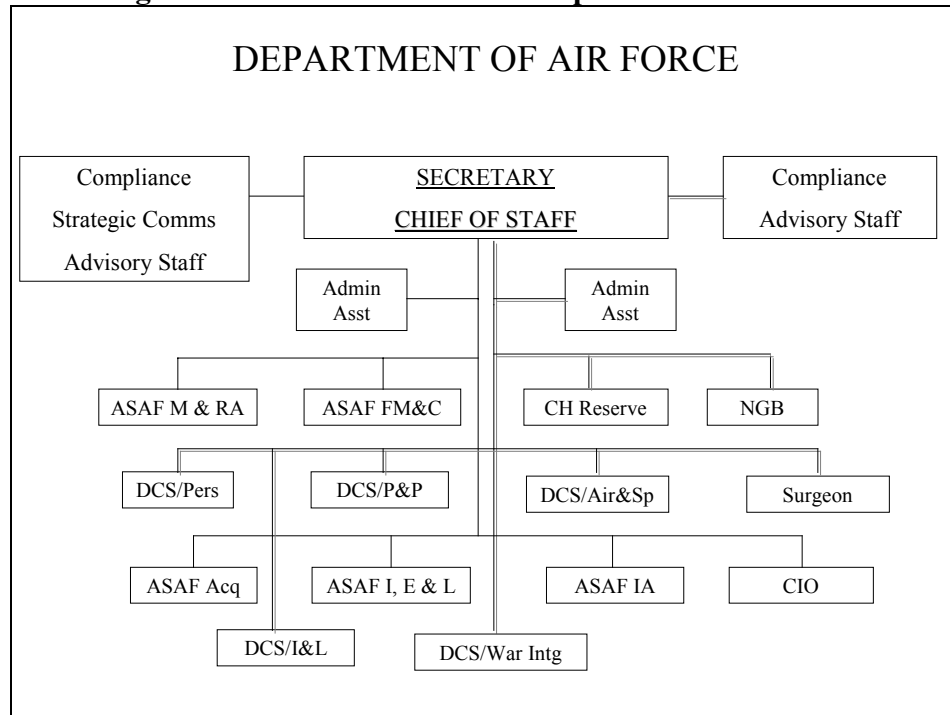 DEPARTMENT OF AIR FORCE
Compliance
Strategic Comms
Advisory Staff
SECRETARY
CHIEF OF STAFF
Compliance
Advisory Staff
Admin
Asst
Admin
Asst
ASAF M & RA
ASAF FM&C
CH Reserve
NGB
DCS/Pers
DCS/P&P
DCS/Air&Sp
Surgeon
ASAF Acq
ASAF I, E & L
ASAF IA
CIO
DCS/I&L
DCS/War Intg